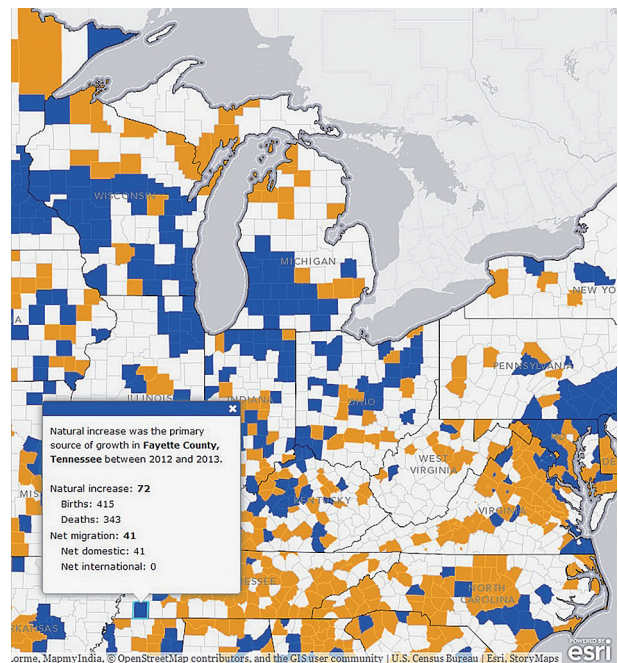 WISCONSIN
MICHIGAN
NEW YO
A
PENNSYLVANIA
ILLINOIS
INDIANA
OHIO
DE
WEST
VIRGINIA
KENTUCKY
VIRGINIA
MIS
ESSEE
NORTH
CAROLINA
KANSAS
×
Natural increase was the primary
source of growth in Fayette County,
Tennessee between 2012 and 2013.
Natural increase: 72
Births: 415
Deaths: 343
Net migration: 41
Net domestic: 41
Net international: 0
POWERED BY
esri
.orme, MapmyIndia, © OpenStreetMap contributors, and the GIS user community | U.S. Census Bureau | Esri, StoryMaps